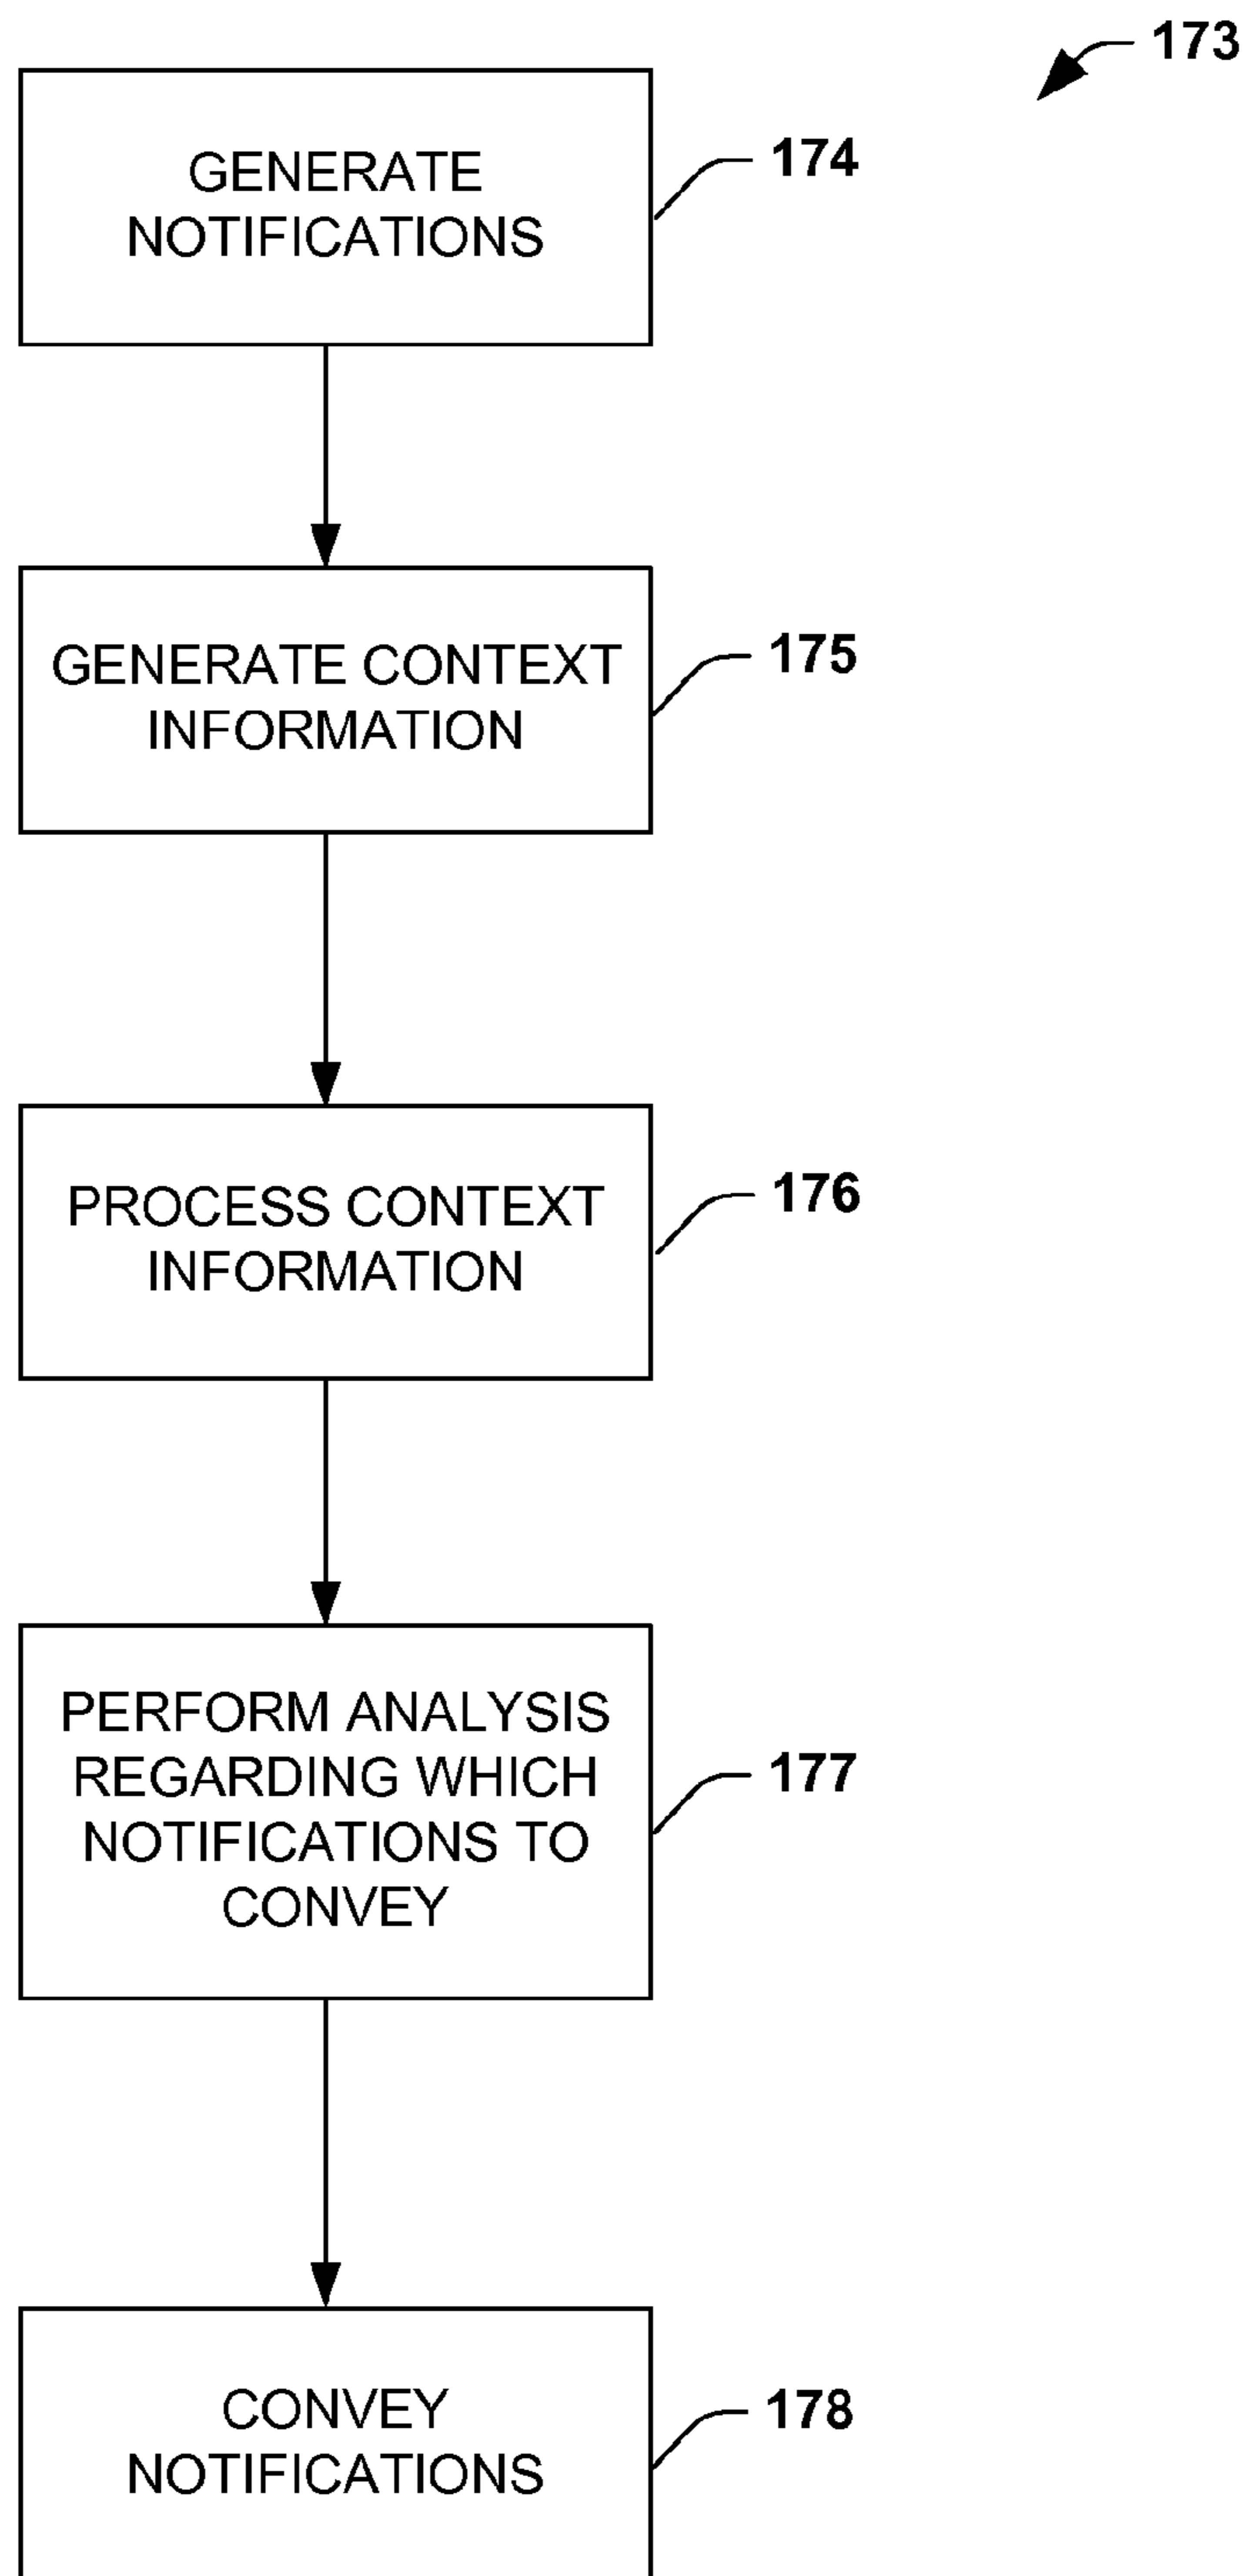 173
GENERATE
NOTIFICATIONS
174
GENERATE CONTEXT
INFORMATION
175
PROCESS CONTEXT
INFORMATION
176
PERFORM ANALYSIS
REGARDING WHICH
NOTIFICATIONS TO
CONVEY
177
CONVEY
NOTIFICATIONS
178